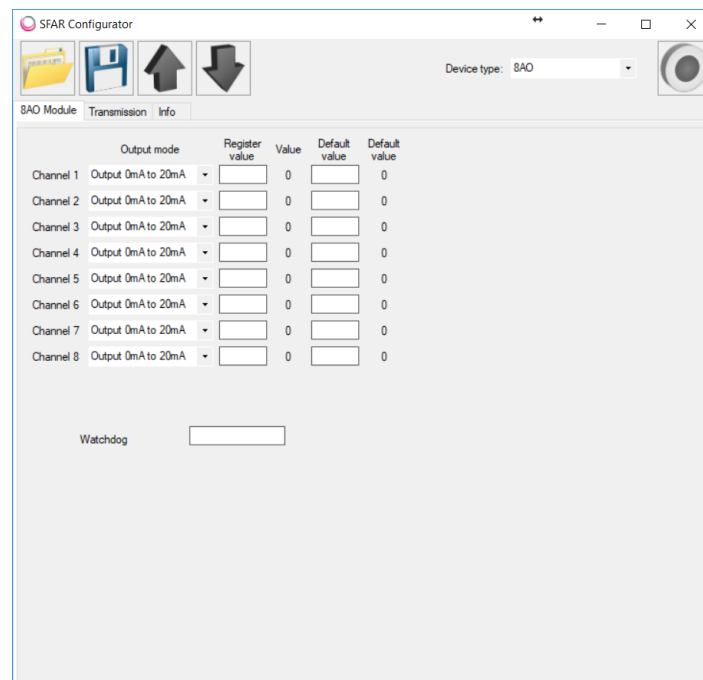 SFAR Configurator
Device type: 8AO
8AO Module Transmission Info
Output mode Register value Value Default value Default value
Channel 1 Output 0mA to 20mA 0 0
Channel 2 Output 0mA to 20mA 0 0
Channel 3 Output 0mA to 20mA 0 0
Channel 4 Output 0mA to 20mA 0 0
Channel 5 Output 0mA to 20mA 0 0
Channel 6 Output 0mA to 20mA 0 0
Channel 7 Output 0mA to 20mA 0 0
Channel 8 Output 0mA to 20mA 0 0
Watchdog